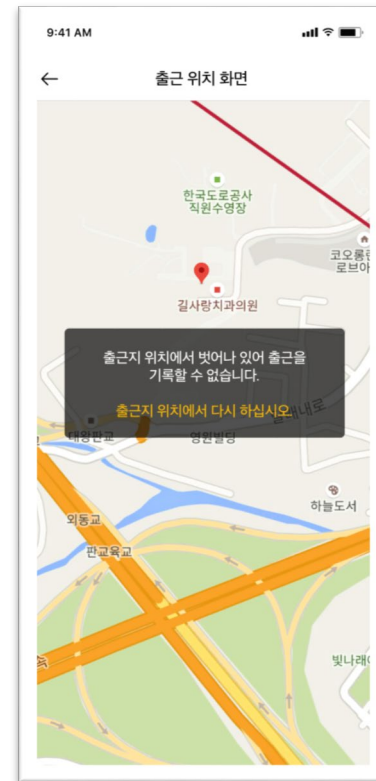 9:41 AM
출근 위치 화면
한국도로공사
직원수영장
코오롱
로브아
길사랑치과의원
출근지 위치에서 벗어나 있어 출근을
기록할 수 없습니다.
출근지 위치에서 다시 하십시오.
대왕판교
영원빌딩
하늘도서
외동교
판교육교
빛나래
속